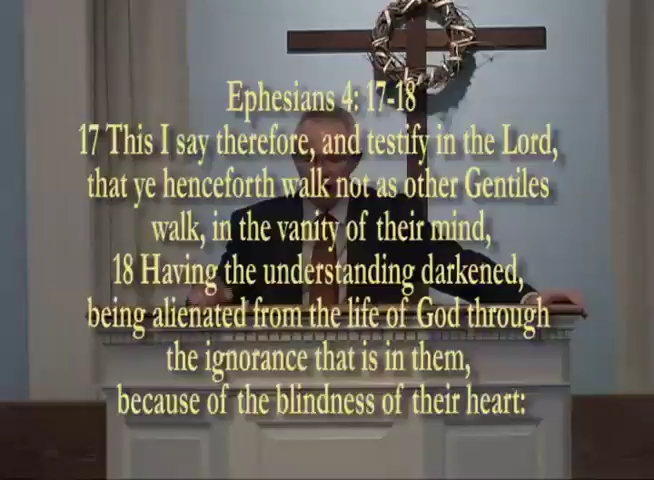 Ephesians 4: 17-18
17 This I say therefore, and testify in the Lord,
that ye henceforth walk not as other Gentiles
walk, in the vanity of their mind,
18 Having the understanding darkened,
being alienated from the life of God through
the ignorance that is in them,
because of the blindness of their heart: